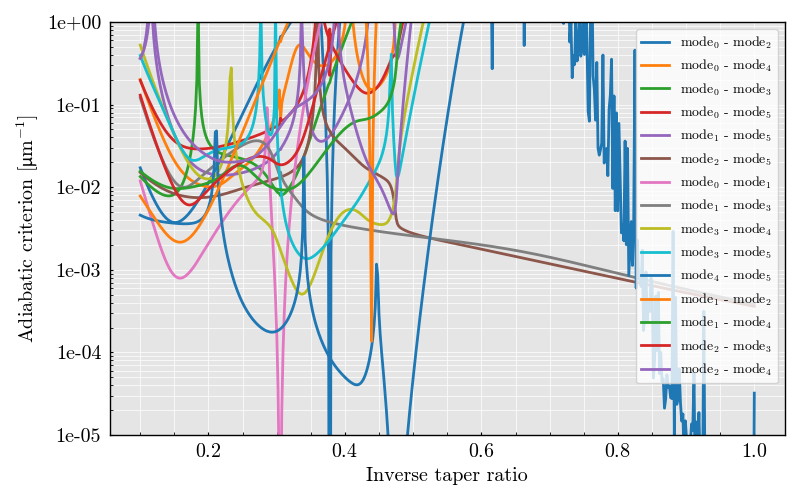 1e+00
1e-01
1e-02
1e-03
1e-04
1e-05
Adiabatic criterion [µm⁻¹]
0.2
0.4
0.6
0.8
1.0
Inverse taper ratio
mode₀ - mode₂
mode₀ - mode₄
mode₀ - mode₃
mode₀ - mode₅
mode₁ - mode₅
mode₂ - mode₅
mode₀ - mode₁
mode₁ - mode₃
mode₃ - mode₄
mode₃ - mode₅
mode₄ - mode₅
mode₁ - mode₂
mode₁ - mode₄
mode₂ - mode₃
mode₂ - mode₄